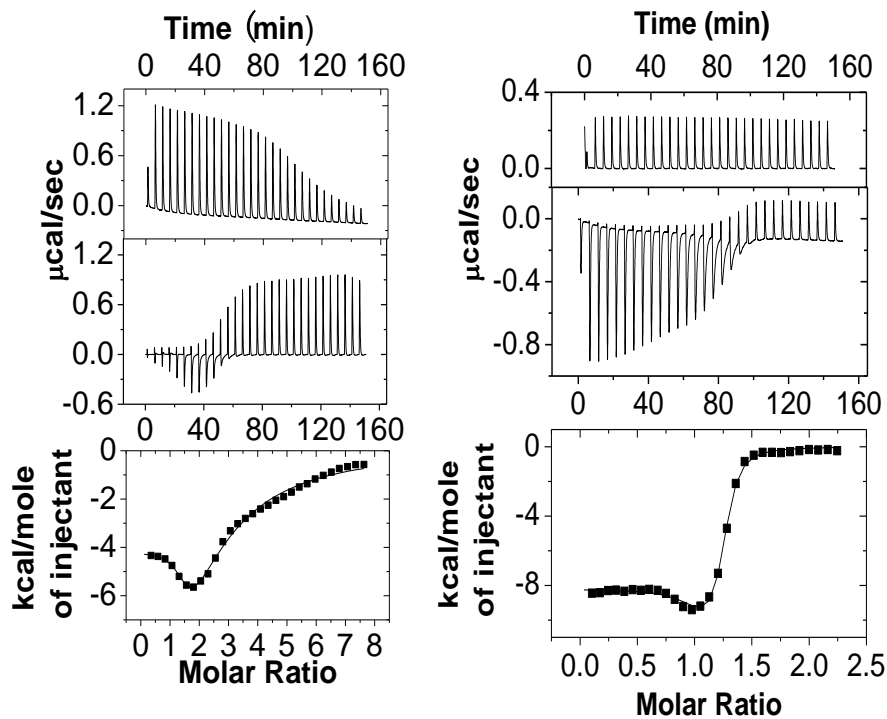 Time (min)
0 40 80 120 160
1.2
0.6
0.0
μcal/sec
1.2
0.6
0.0
-0.6
0 40 80 120 160
0
-2
-4
-6
kcal/mole
of injectant
0 1 2 3 4 5 6 7 8
Molar Ratio
Time (min)
0 40 80 120 160
0.4
0.0
μcal/sec
0.0
-0.4
-0.8
0 40 80 120 160
0
-4
-8
kcal/mole
of injectant
0.0 0.5 1.0 1.5 2.0 2.5
Molar Ratio